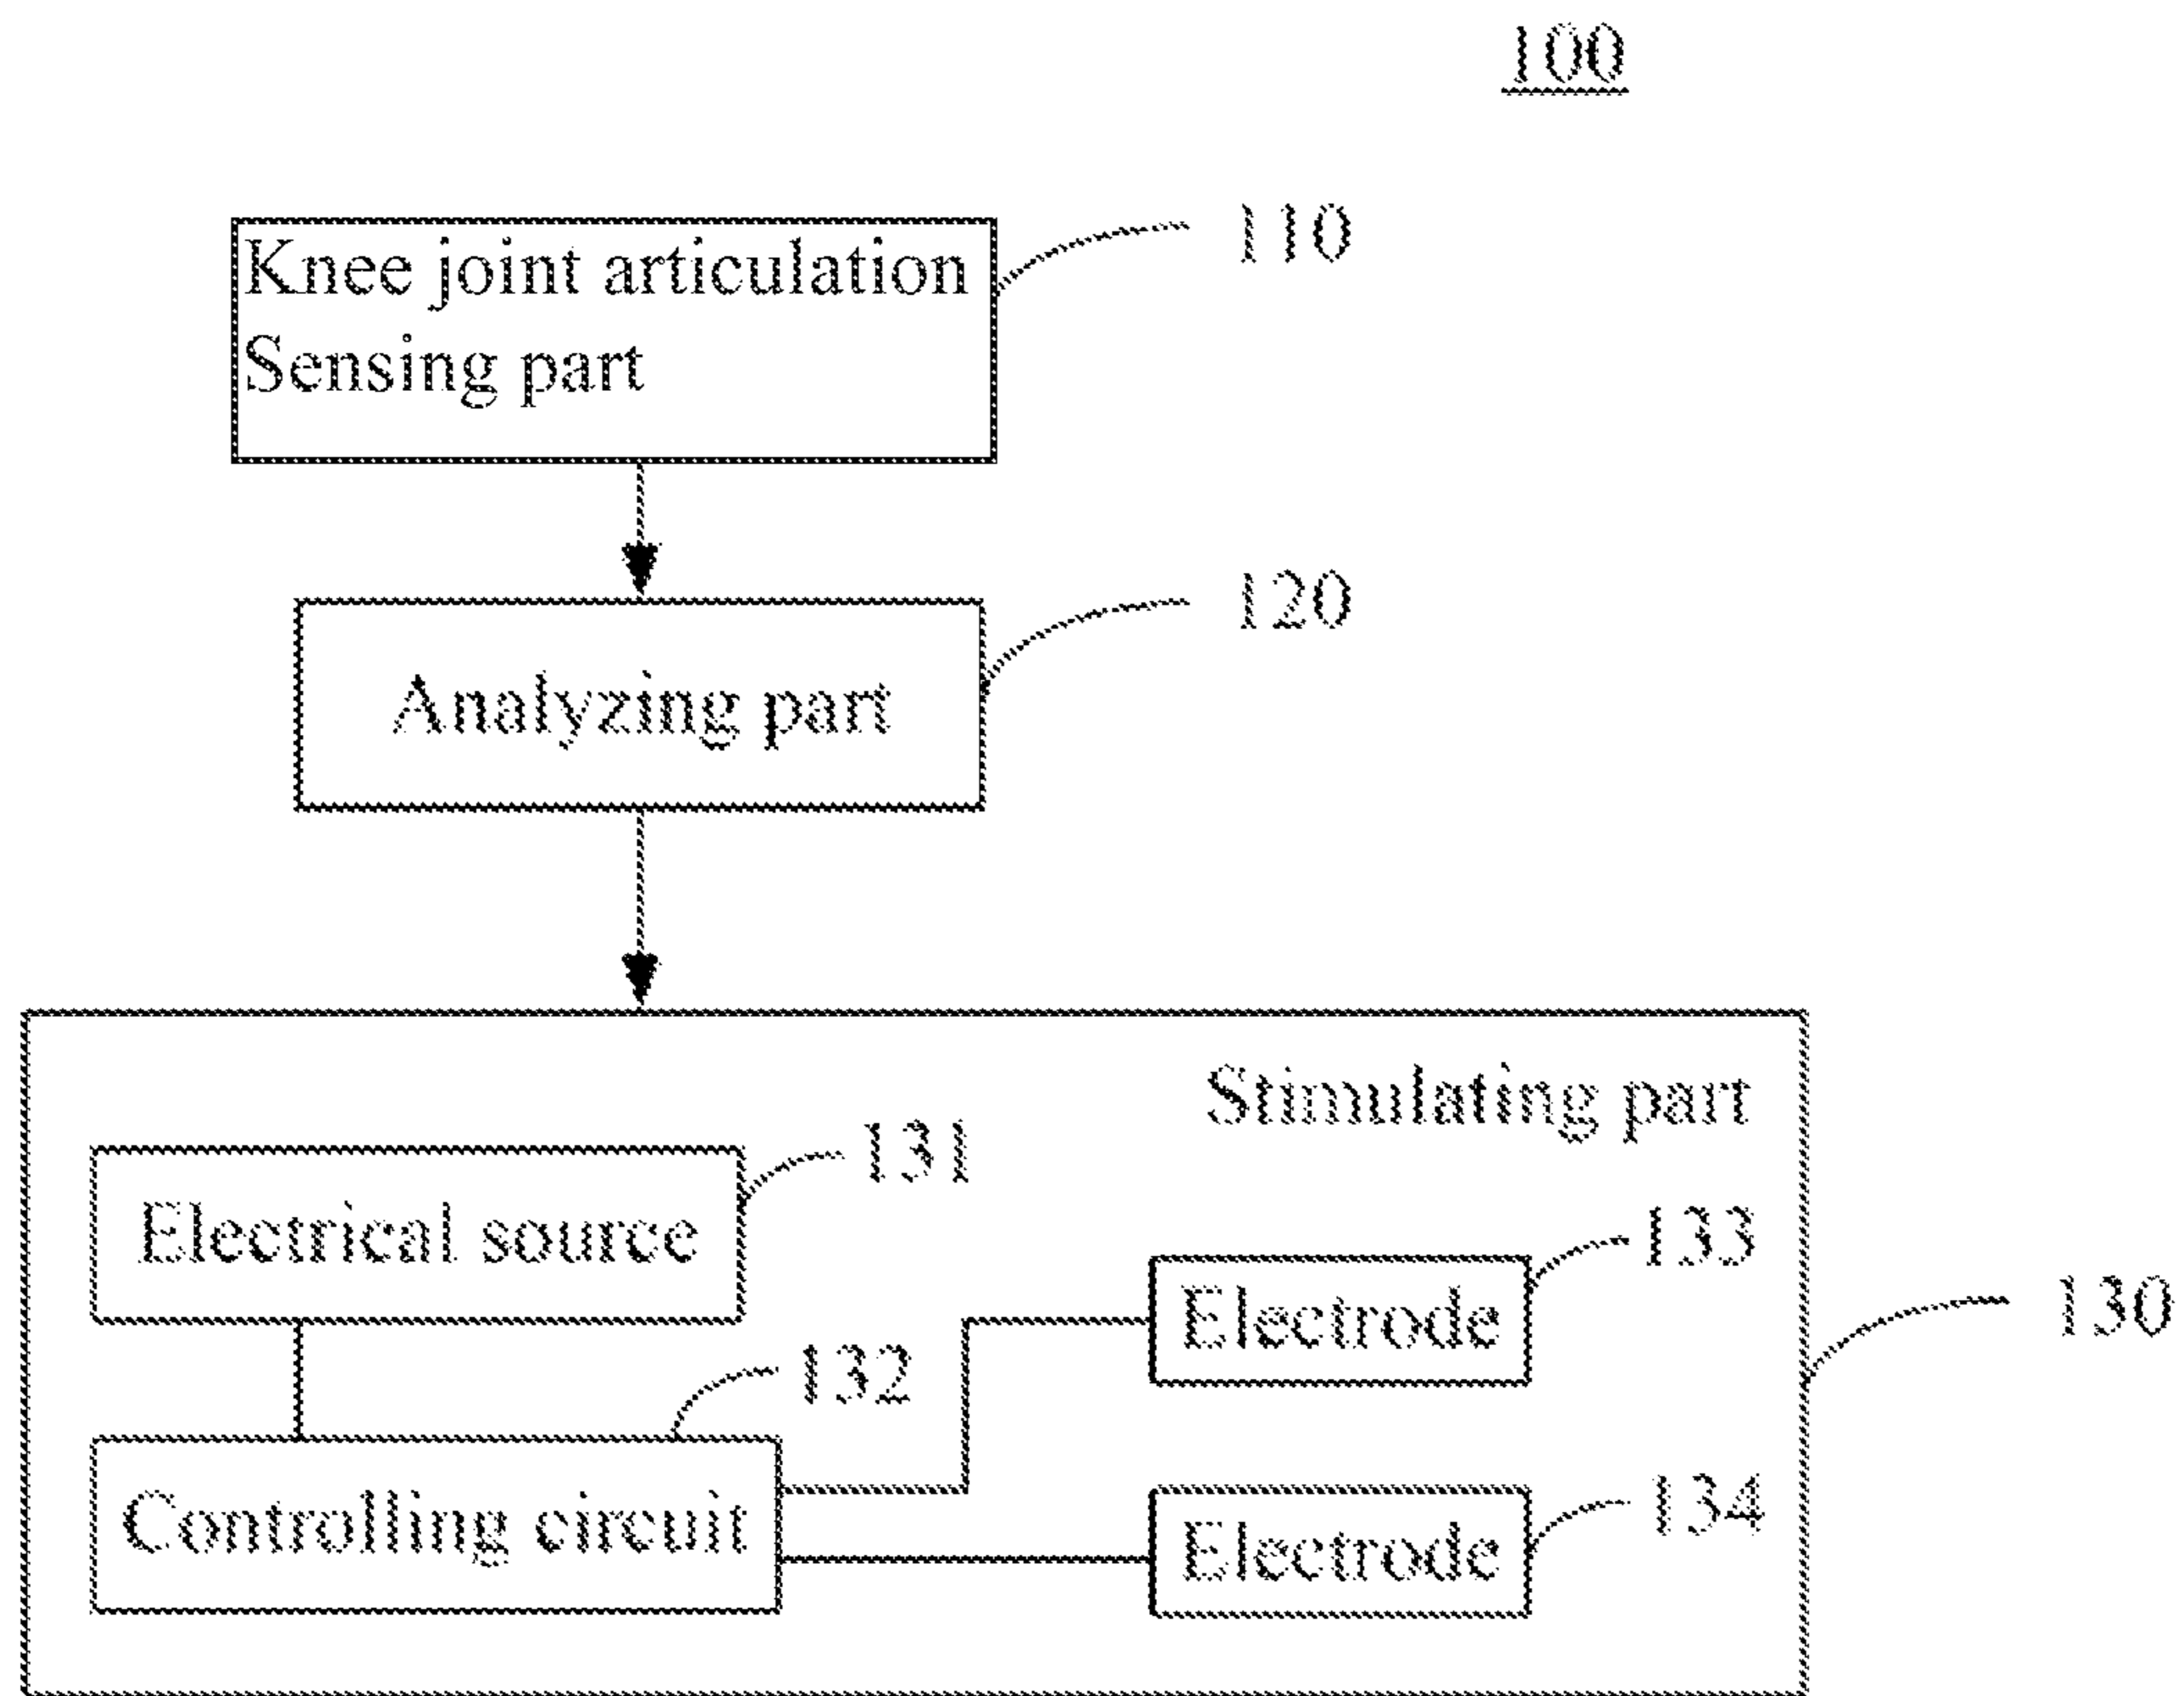 100
Knee joint articulation
Sensing part
110
120
Analyzing part
Stimulating part
131
Electrical source
133
Electrode
130
132
Controlling circuit
134
Electrode